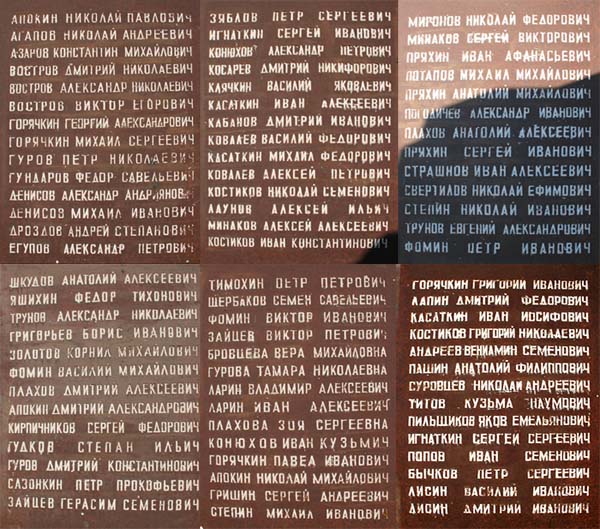 АПОКИН НИКОЛАЙ ПАВЛОВИЧ
АГАПОВ НИКОЛАЙ АНДРЕЕВИЧ
АЗАРОВ КОНСТАНТИН МИХАЙЛОВИЧ
ВОСТРОВ ДМИТРИЙ НИКОЛАЕВИЧ
ВОСТРОВ АЛЕКСАНДР НИКОЛАЕВИЧ
ВОСТРОВ ВИКТОР ЕГОРОВИЧ
ГОРЯЧКИН ГЕОРГИЙ АЛЕКСАНДРОВИЧ
ГОРЯЧКИН МИХАИЛ СЕРГЕЕВИЧ
ГУРОВ ПЕТР НИКОЛАЕВИЧ
ГУНДАРОВ ФЕДОР САВЕЛЬЕВИЧ
ДЕНИСОВ АЛЕКСАНДР АНДРИЯНОВИЧ
ДЕНИСОВ МИХАИЛ ИВАНОВИЧ
ДРОЗДОВ АНДРЕЙ СТЕПАНОВИЧ
ЕГУПОВ АЛЕКСАНДР ПЕТРОВИЧ
ЗЯБЛОВ ПЕТР СЕРГЕЕВИЧ
ИГНАТКИН СЕРГЕЙ ИВАНОВИЧ
КОНЮХОВ АЛЕКСАНДР ПЕТРОВИЧ
КОСАРЕВ ДМИТРИЙ НИКИФОРОВИЧ
КЛЯЧКИН ВАСИЛИЙ ЯКОВЛЕВИЧ
КАСАТКИН ИВАН АЛЕКСЕЕВИЧ
КАБАНОВ ДМИТРИЙ ИВАНОВИЧ
КОВАЛЕВ ВАСИЛИЙ ФЕДОРОВИЧ
КАСАТКИН МИХАИЛ ФЕДОРОВИЧ
КОВАЛЕВ АЛЕКСЕЙ ПЕТРОВИЧ
КОСТИКОВ НИКОЛАЙ СЕМЕНОВИЧ
ЛАУНОВ АЛЕКСЕЙ ИЛЬИЧ
МИНАКОВ АЛЕКСЕЙ АЛЕКСЕЕВИЧ
КОСТИКОВ ИВАН КОНСТАНТИНОВИЧ
МИРОНОВ НИКОЛАЙ ФЕДОРОВИЧ
МИНАКОВ СЕРГЕЙ ВИКТОРОВИЧ
ПРЯХИН ИВАН АФАНАСЬЕВИЧ
ПОТАПОВ МИХАИЛ МИХАЙЛОВИЧ
ПРЯХИН АНАТОЛИЙ МИХАЙЛОВИЧ
ПОГОДИЧЕВ АЛЕКСАНДР ИВАНОВИЧ
ПЛАХОВ АНАТОЛИЙ АЛЕКСЕЕВИЧ
ПРЯХИН СЕРГЕЙ ИВАНОВИЧ
СТРАШНОВ ИВАН АЛЕКСЕЕВИЧ
СВЕРТИЛОВ НИКОЛАЙ ЕФИМОВИЧ
СТЕПИН НИКОЛАЙ ИВАНОВИЧ
ТРУНОВ ЕВГЕНИЙ АЛЕКСАНДРОВИЧ
ФОМИН ПЕТР ИВАНОВИЧ
ШКУДОВ АНАТОЛИЙ АЛЕКСЕЕВИЧ
ЯШИХИН ФЕДОР ТИХОНОВИЧ
ТРУНОВ АЛЕКСАНДР НИКОЛАЕВИЧ
ГРИГОРЬЕВ БОРИС ИВАНОВИЧ
ЗОЛОТОВ КОРНИЛ МИХАЙЛОВИЧ
ФОМИН ВАСИЛИЙ МИХАЙЛОВИЧ
ПЛАХОВ ДМИТРИЙ АЛЕКСЕЕВИЧ
АПОКИН ДМИТРИЙ АЛЕКСАНДРОВИЧ
КИРПИЧНИКОВ СЕРГЕЙ ФЕДОРОВИЧ
ГУДКОВ СТЕПАН ИЛЬИЧ
ГУРОВ ДМИТРИЙ КОНСТАНТИНОВИЧ
САЗОНКИН ПЕТР ПРОКОФЬЕВИЧ
ЗАЙЦЕВ ГЕРАСИМ СЕМЕНОВИЧ
ТИМОХИН ПЕТР ПЕТРОВИЧ
ЩЕРБАКОВ СЕМЕН САВЕЛЬЕВИЧ
ФОМИН ВИКТОР ИВАНОВИЧ
ЗАЙЦЕВ ВИКТОР ПЕТРОВИЧ
БРОВЦЕВА ВЕРА МИХАЙЛОВНА
ГУРОВА ТАМАРА НИКОЛАЕВНА
ЛАРИН ВЛАДИМИР АЛЕКСЕЕВИЧ
ЛАРИН ИВАН АЛЕКСЕЕВИЧ
ПЛАХОВА ЗОЯ СЕРГЕЕВНА
КОНЮХОВ ИВАН КУЗЬМИЧ
ГОРЯЧКИН ПАВЕЛ ИВАНОВИЧ
АПОКИН НИКОЛАЙ МИХАЙЛОВИЧ
ГРИШИН СЕРГЕЙ АНДРЕЕВИЧ
СТЕПИН МИХАИЛ ИВАНОВИЧ
ГОРЯЧКИН ГРИГОРИЙ ИВАНОВИЧ
ЛАПИН ДМИТРИЙ ФЕДОРОВИЧ
КАСАТКИН ИВАН ИОСИФОВИЧ
КОСТИКОВ ГРИГОРИЙ НИКОЛАЕВИЧ
АНДРЕЕВ ВЕНИАМИН СЕМЕНОВИЧ
ПАШИН АНАТОЛИЙ ФИЛИППОВИЧ
СУРОВЦЕВ НИКОЛАЙ АНДРЕЕВИЧ
ТИТОВ КУЗЬМА НАУМОВИЧ
ПИЛЬЩИКОВ ЯКОВ ЕМЕЛЬЯНОВИЧ
ИГНАТКИН СЕРГЕЙ СЕРГЕЕВИЧ
ПОПОВ ИВАН СЕМЕНОВИЧ
БЫЧКОВ ПЕТР СЕРГЕЕВИЧ
ЛИСИН ВАСИЛИЙ ИВАНОВИЧ
ЛИСИН ДМИТРИЙ ИВАНОВИЧ